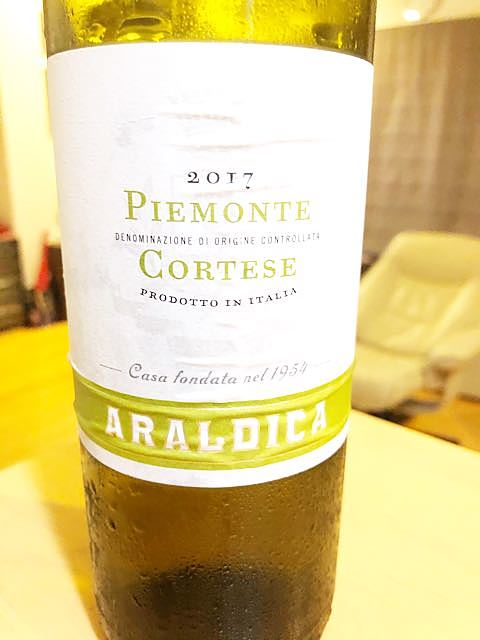 2017
PIEMONTE
DENOMINAZIONE DI ORIGINE CONTROLLATA
CORTESE
PRODOTTO IN ITALIA
Casa fondata nel 1954
ARALDICA